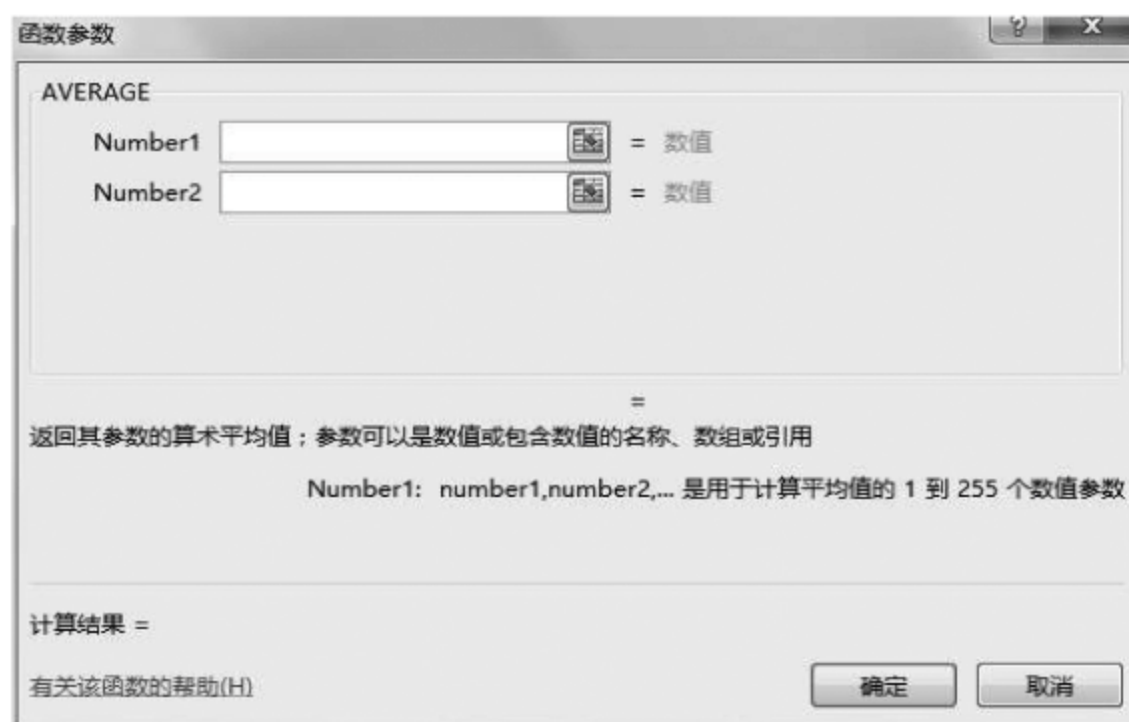 函数参数
AVERAGE
Number1 = 数值
Number2 = 数值
=
返回其参数的算术平均值；参数可以是数值或包含数值的名称、数组或引用
Number1: number1,number2,... 是用于计算平均值的 1 到 255 个数值参数
计算结果 =
有关该函数的帮助(H) 确定 取消